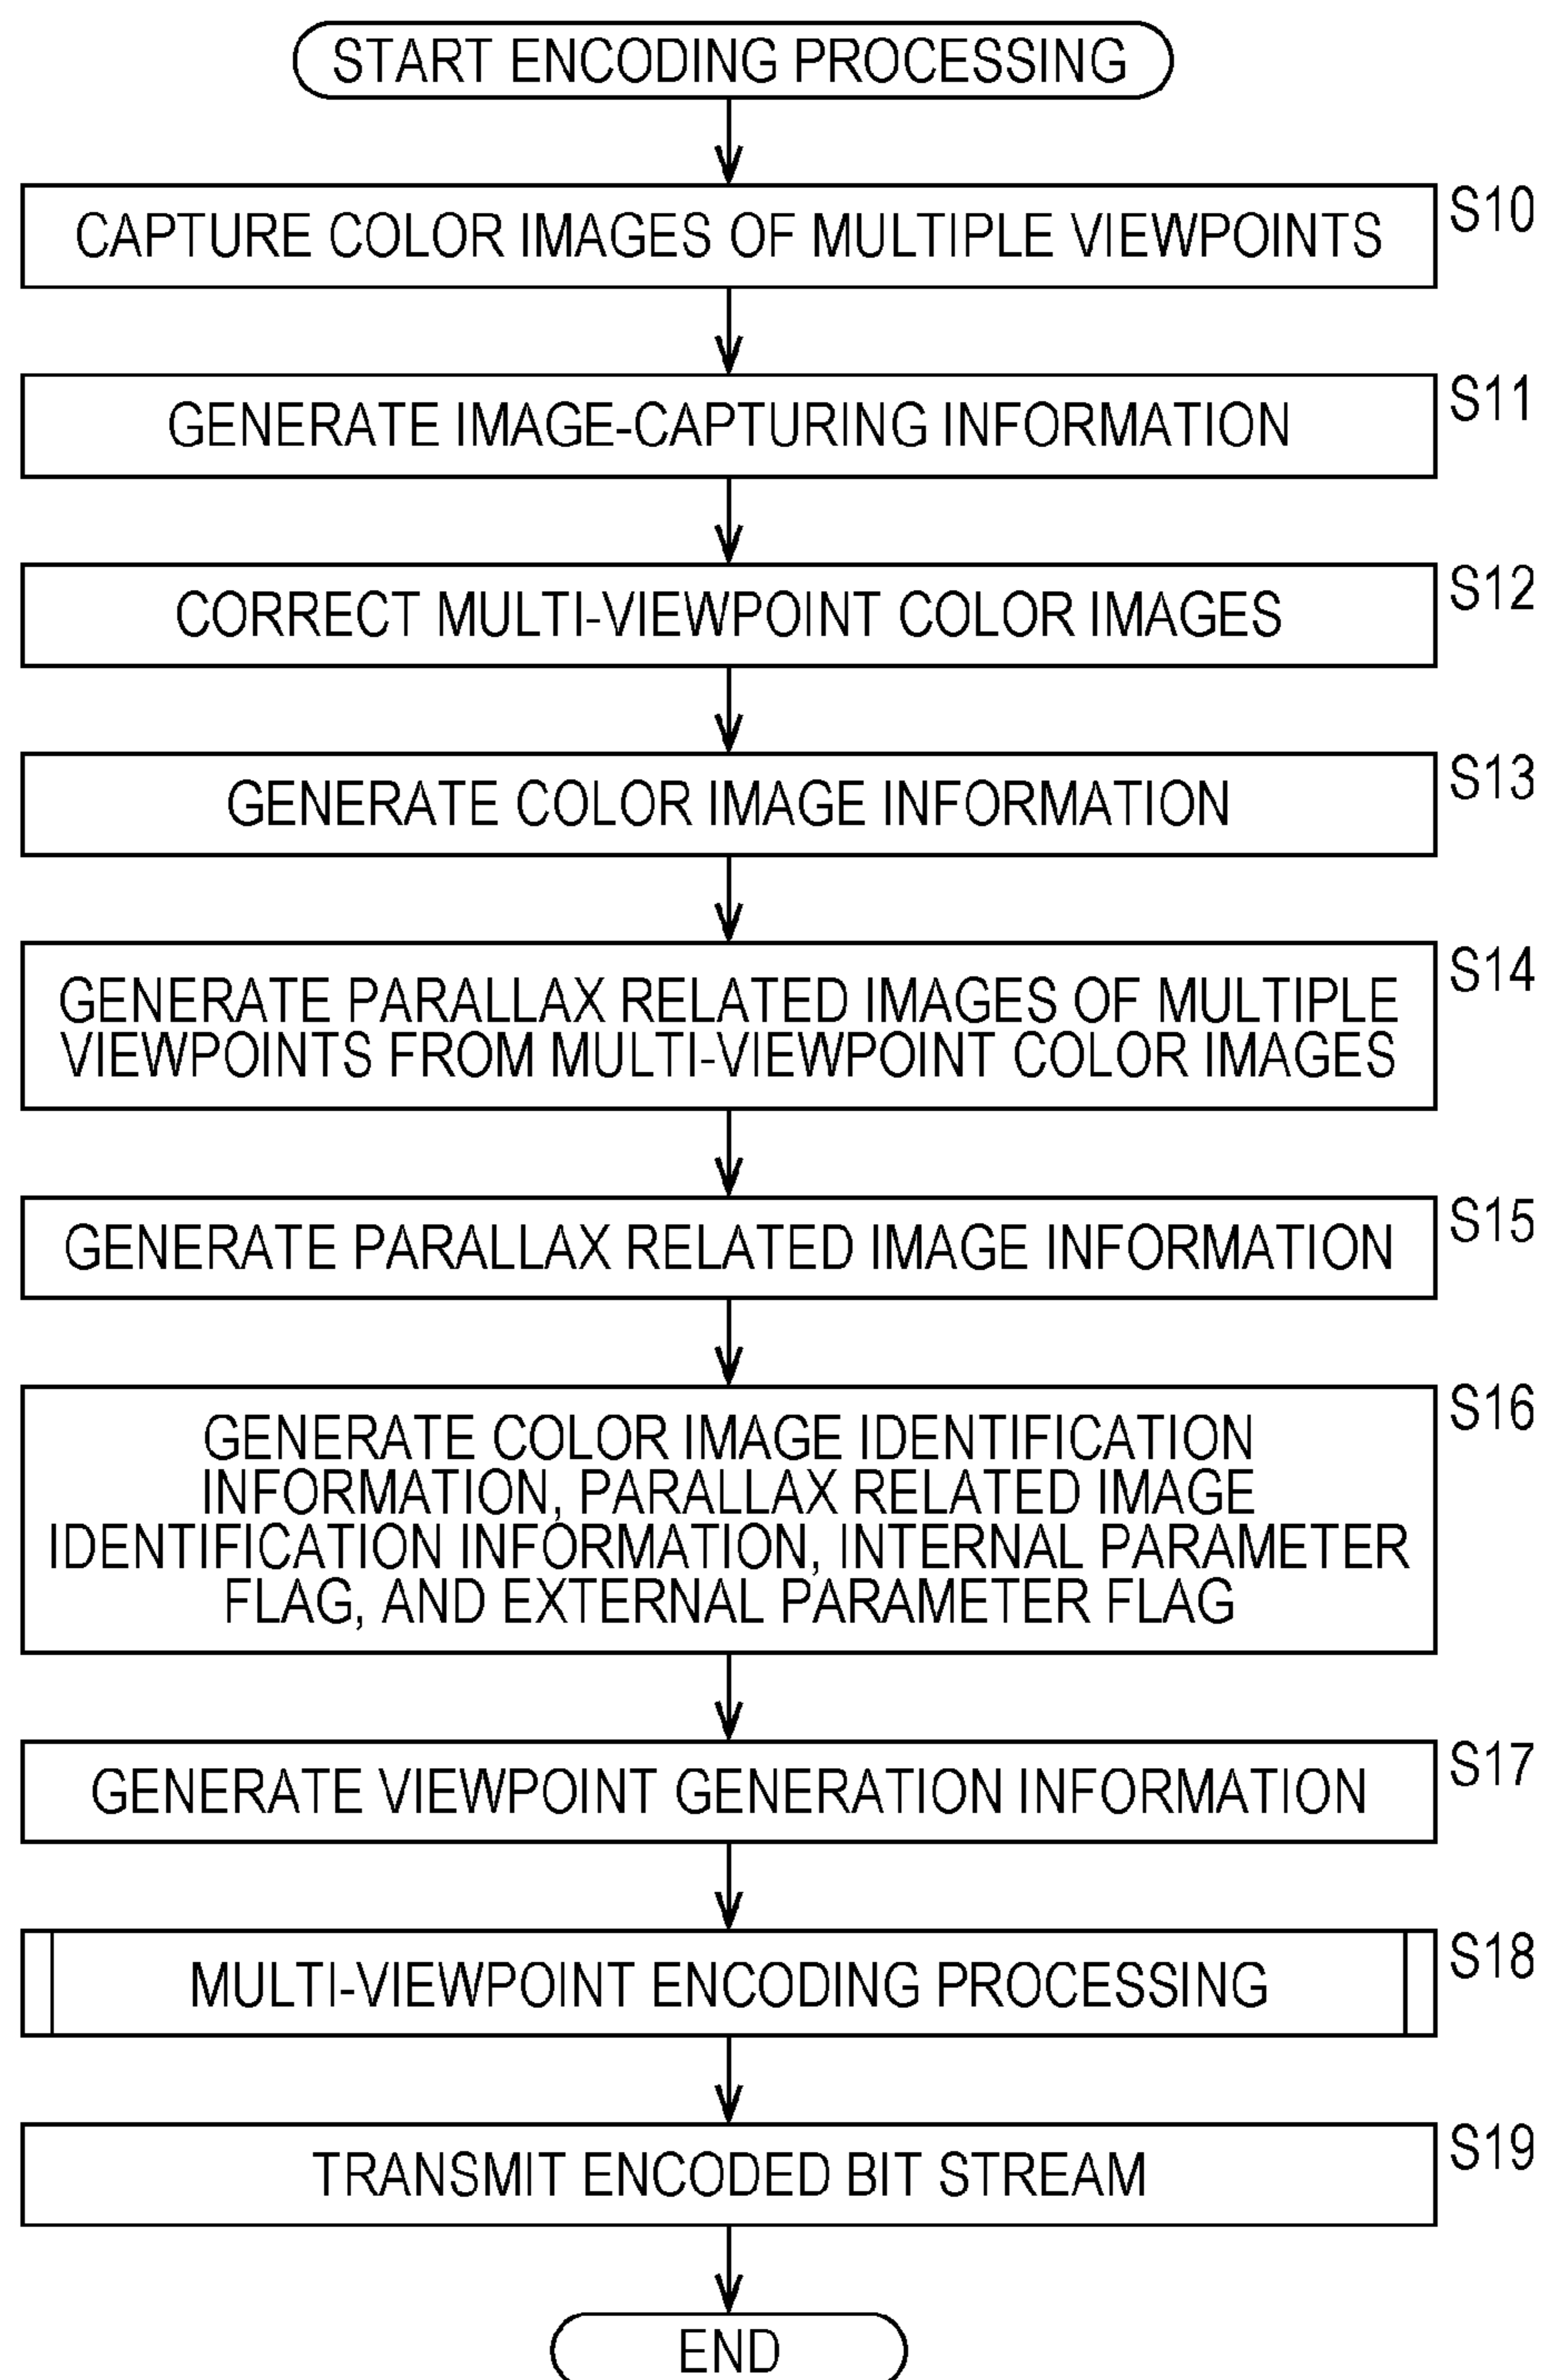 START ENCODING PROCESSING
CAPTURE COLOR IMAGES OF MULTIPLE VIEWPOINTS
S10
GENERATE IMAGE-CAPTURING INFORMATION
S11
CORRECT MULTI-VIEWPOINT COLOR IMAGES
S12
GENERATE COLOR IMAGE INFORMATION
S13
GENERATE PARALLAX RELATED IMAGES OF MULTIPLE
VIEWPOINTS FROM MULTI-VIEWPOINT COLOR IMAGES
S14
GENERATE PARALLAX RELATED IMAGE INFORMATION
S15
GENERATE COLOR IMAGE IDENTIFICATION
INFORMATION, PARALLAX RELATED IMAGE
IDENTIFICATION INFORMATION, INTERNAL PARAMETER
FLAG, AND EXTERNAL PARAMETER FLAG
S16
GENERATE VIEWPOINT GENERATION INFORMATION
S17
MULTI-VIEWPOINT ENCODING PROCESSING
S18
TRANSMIT ENCODED BIT STREAM
S19
END